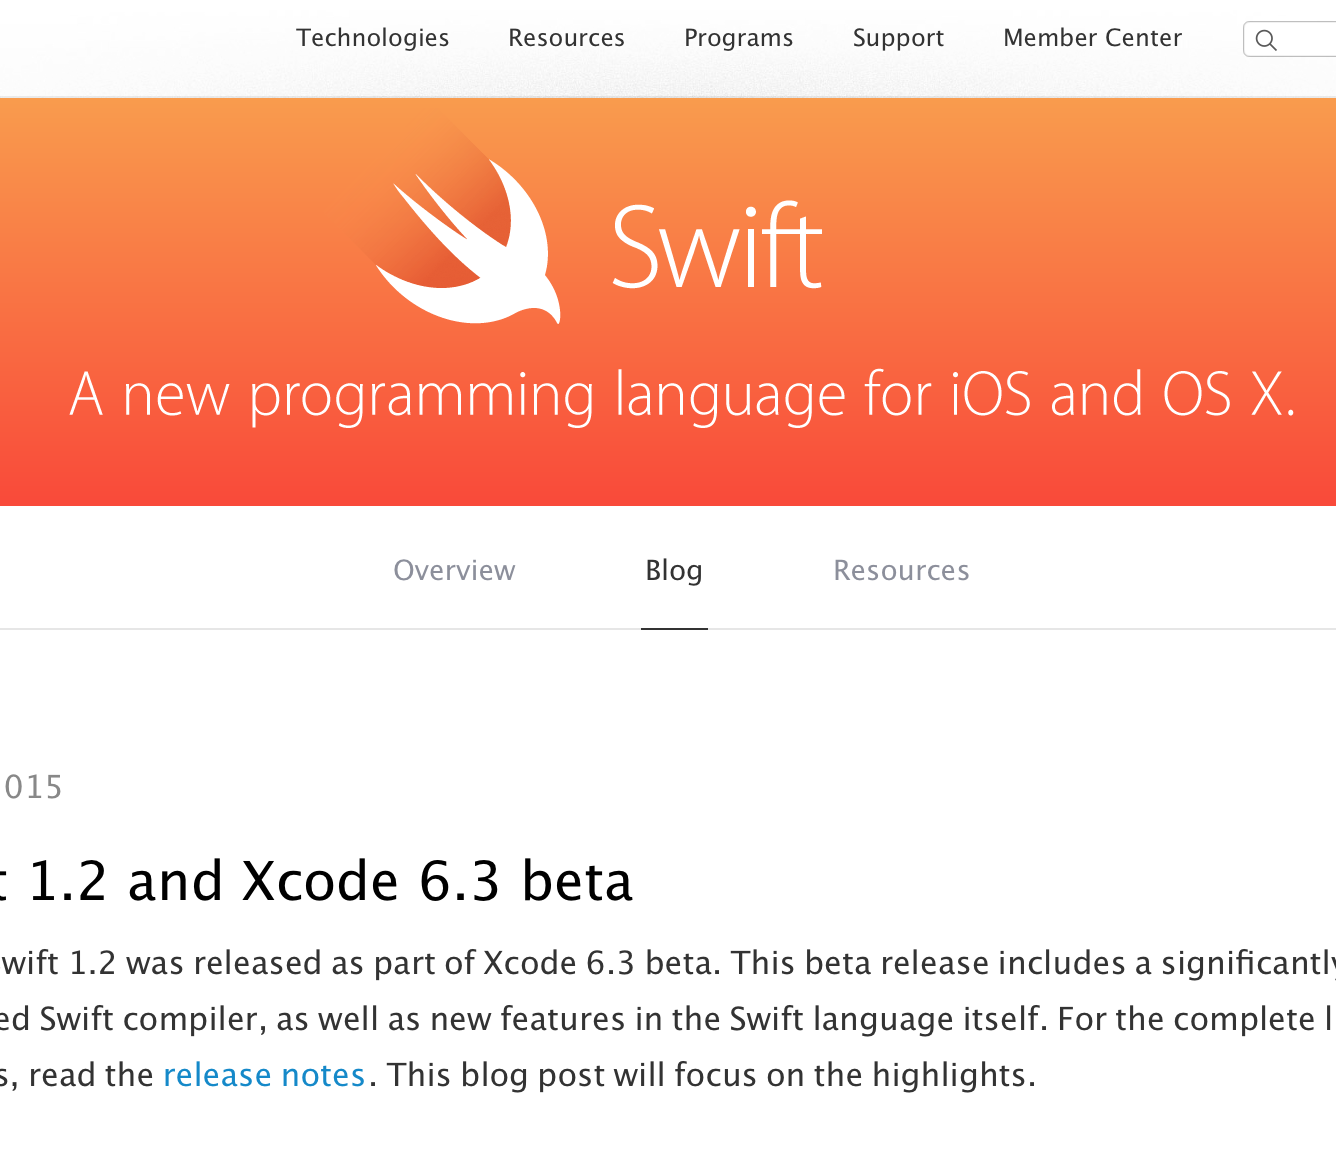 Technologies Resources Programs Support Member Center
Swift
A new programming language for iOS and OS X.
Overview Blog Resources
015
t 1.2 and Xcode 6.3 beta
wift 1.2 was released as part of Xcode 6.3 beta. This beta release includes a significantly
ed Swift compiler, as well as new features in the Swift language itself. For the complete l
s, read the release notes. This blog post will focus on the highlights.